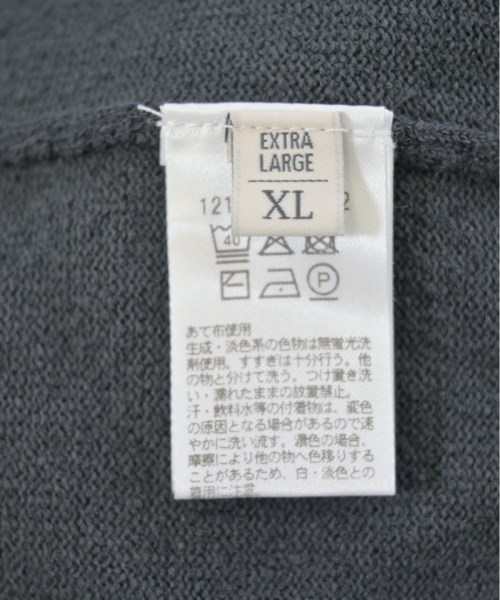 EXTRA
LARGE
XL
121
2
40
P
あて布使用
生成・淡色系の色物は無蛍光洗
剤使用。すすぎは十分行う。他
の物と分けて洗う。つけ置き洗
い・濡れたままの放置禁止。
汗・飲料水等の付着物は、変色
の原因となる場合があるので速
やかに洗い流す。濃色の場合、
摩擦により他の物へ色移りする
ことがあるため、白・淡色との
着用に注意